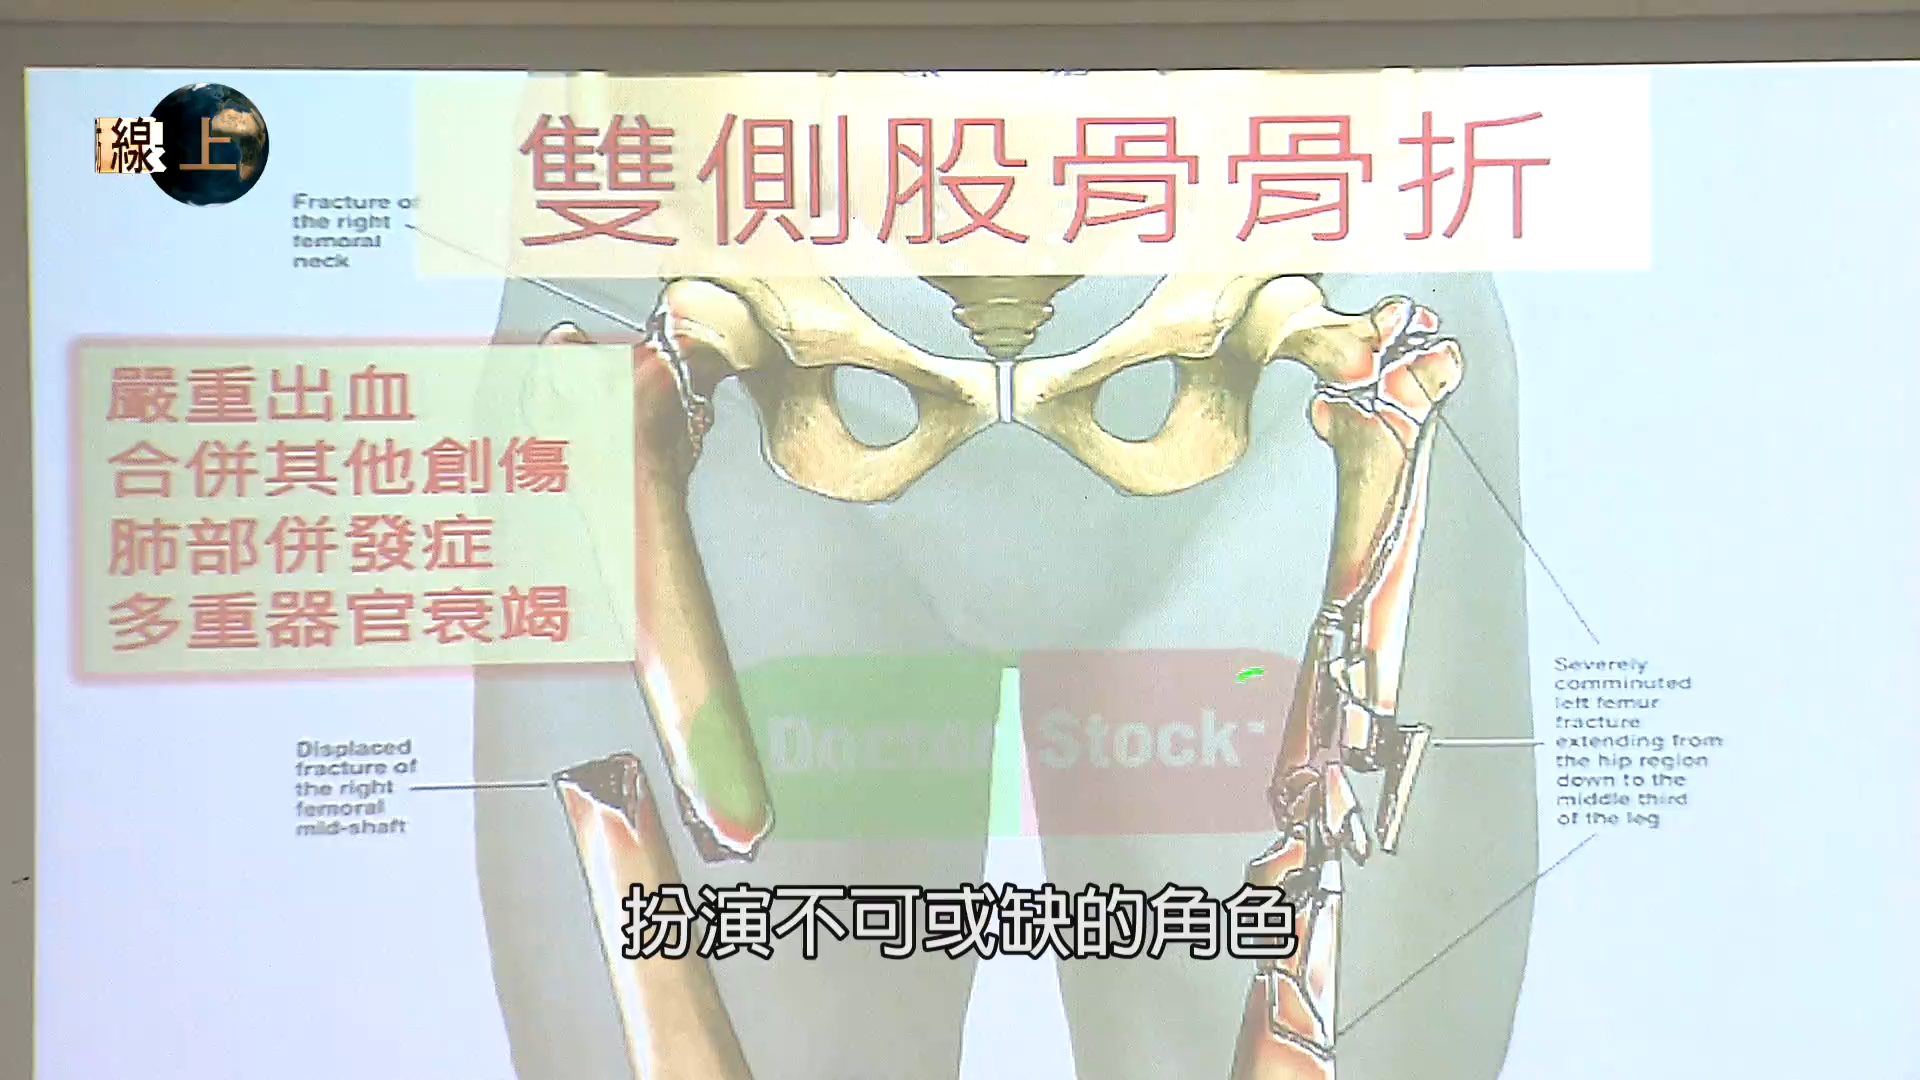 線上
雙側股骨骨折
Fracture of
the right
femoral
neck
嚴重出血
合併其他創傷
肺部併發症
多重器官衰竭
Doctor Stock
Displaced
fracture of
the right
femoral
mid-shaft
Severely
comminuted
left femur
fracture
extending from
the hip region
down to the
middle third
of the leg
扮演不可或缺的角色